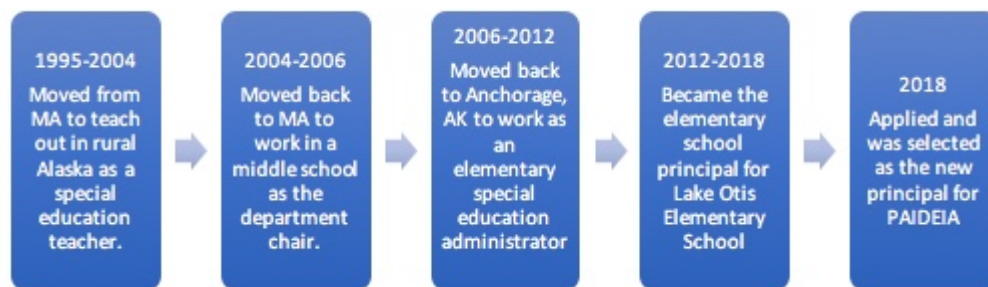 1995-2004
Moved from
MA to teach
out in rural
Alaska as a
special
education
teacher.
2004-2006
Moved back
to MA to
work in a
middle school
as the
department
chair.
2006-2012
Moved back
to Anchorage,
AK to work as
an
elementary
special
education
administrator
2012-2018
Became the
elementary
school
principal for
Lake Otis
Elementary
School
2018
Applied and
was selected
as the new
principal for
PAIDEIA